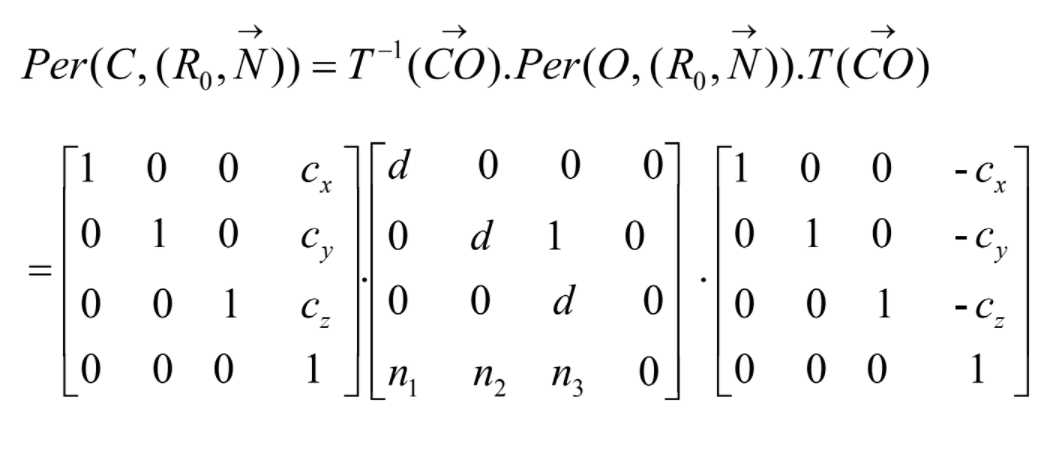 Per(C, (R₀, N⃗)) = T⁻¹(CO⃗).Per(O, (R₀, N⃗)).T(CO⃗)
= [1 0 0 cₓ] [d 0 0 0] [1 0 0 -cₓ]
[0 1 0 c_y] [0 d 1 0] [0 1 0 -c_y]
[0 0 1 c_z] . [0 0 d 0] . [0 0 1 -c_z]
[0 0 0 1] [n₁ n₂ n₃ 0] [0 0 0 1]